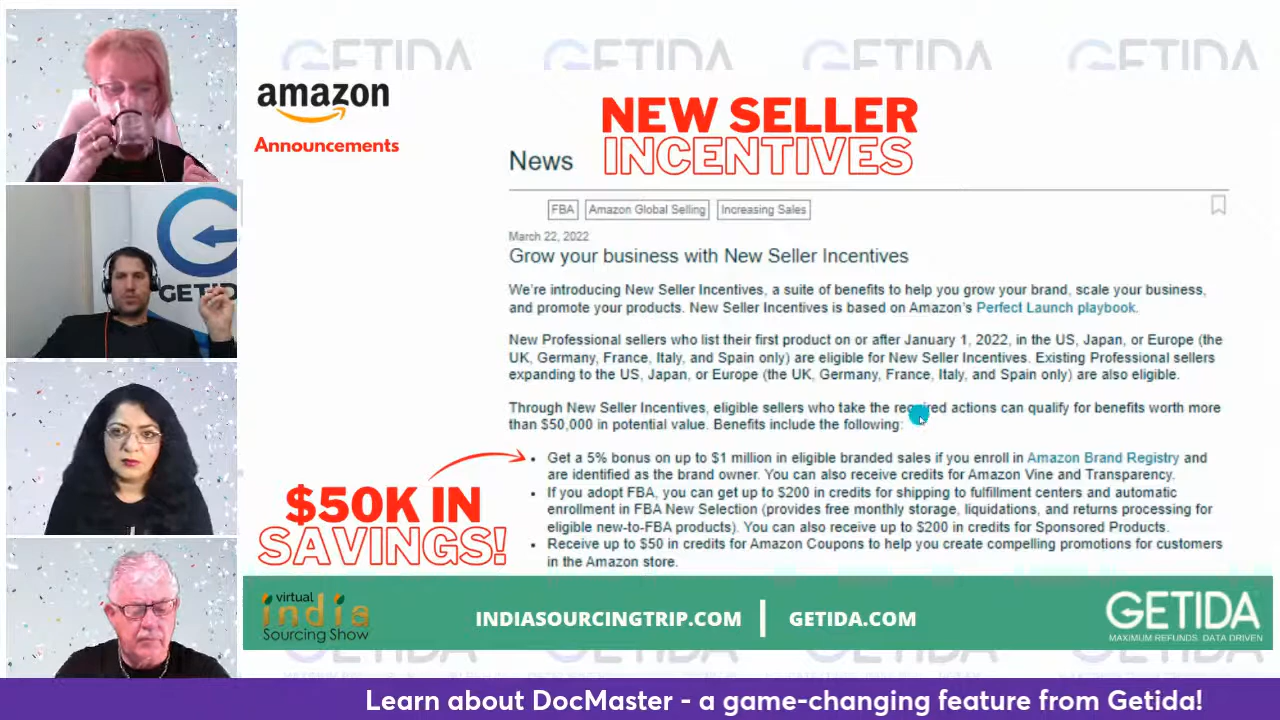 GETIDA GETIDA GETIDA GETIDA
amazon
Announcements
NEW SELLER
INCENTIVES
News
FBA Amazon Global Selling Increasing Sales
March 22, 2022
Grow your business with New Seller Incentives
We're introducing New Seller Incentives, a suite of benefits to help you grow your brand, scale your business,
and promote your products. New Seller Incentives is based on Amazon's Perfect Launch playbook.
New Professional sellers who list their first product on or after January 1, 2022, in the US, Japan, or Europe (the
UK, Germany, France, Italy, and Spain only) are eligible for New Seller Incentives. Existing Professional sellers
expanding to the US, Japan, or Europe (the UK, Germany, France, Italy, and Spain only) are also eligible.
Through New Seller Incentives, eligible sellers who take the required actions can qualify for benefits worth more
than $50,000 in potential value. Benefits include the following:
• Get a 5% bonus on up to $1 million in eligible branded sales if you enroll in Amazon Brand Registry and
are identified as the brand owner. You can also receive credits for Amazon Vine and Transparency.
• If you adopt FBA, you can get up to $200 in credits for shipping to fulfillment centers and automatic
enrollment in FBA New Selection (provides free monthly storage, liquidations, and returns processing for
eligible new-to-FBA products). You can also receive up to $200 in credits for Sponsored Products.
• Receive up to $50 in credits for Amazon Coupons to help you create compelling promotions for customers
in the Amazon store.
$50K IN
SAVINGS!
GETIDA
virtual
india
Sourcing Show
INDIASOURCINGTRIP.COM | GETIDA.COM
GETIDA
MAXIMUM REFUNDS. DATA DRIVEN
Learn about DocMaster - a game-changing feature from Getida!